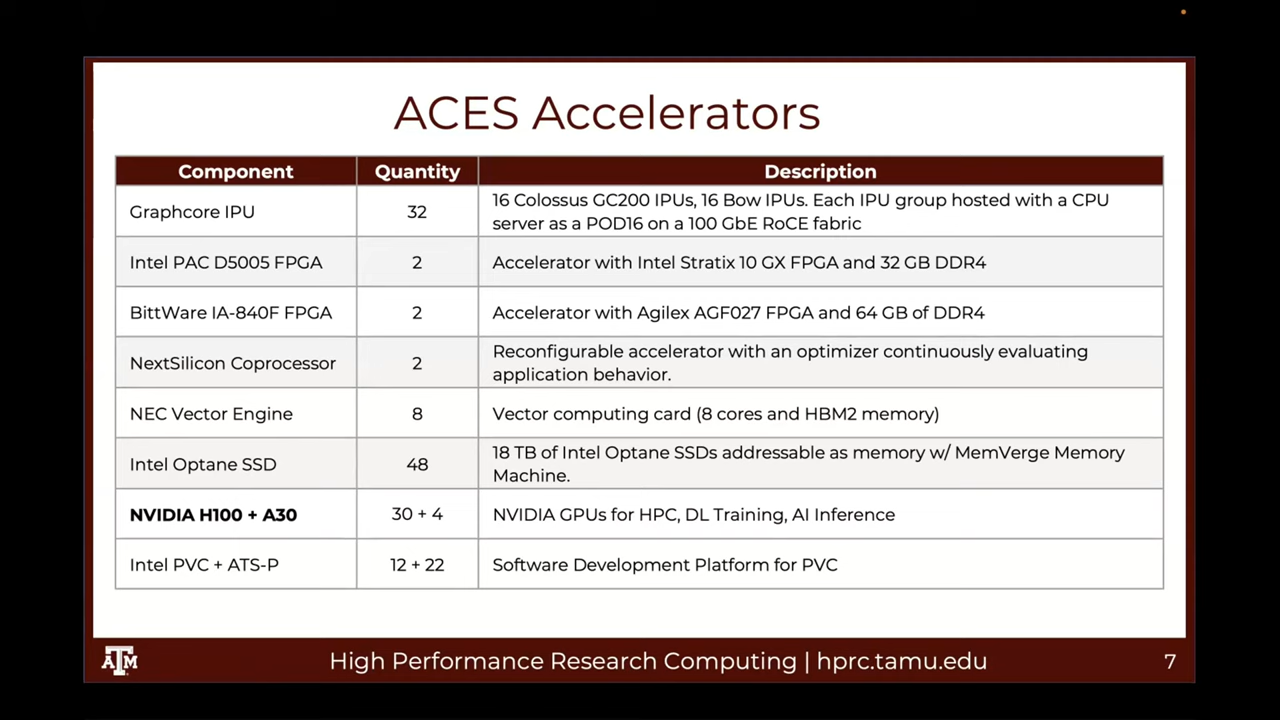 ACES Accelerators
Component Quantity Description
Graphcore IPU 32 16 Colossus GC200 IPUs, 16 Bow IPUs. Each IPU group hosted with a CPU
server as a POD16 on a 100 GbE RoCE fabric
Intel PAC D5005 FPGA 2 Accelerator with Intel Stratix 10 GX FPGA and 32 GB DDR4
BittWare IA-840F FPGA 2 Accelerator with Agilex AGF027 FPGA and 64 GB of DDR4
NextSilicon Coprocessor 2 Reconfigurable accelerator with an optimizer continuously evaluating
application behavior.
NEC Vector Engine 8 Vector computing card (8 cores and HBM2 memory)
Intel Optane SSD 48 18 TB of Intel Optane SSDs addressable as memory w/ MemVerge Memory
Machine.
NVIDIA H100 + A30 30 + 4 NVIDIA GPUs for HPC, DL Training, AI Inference
Intel PVC + ATS-P 12 + 22 Software Development Platform for PVC
ATM High Performance Research Computing | hprc.tamu.edu 7